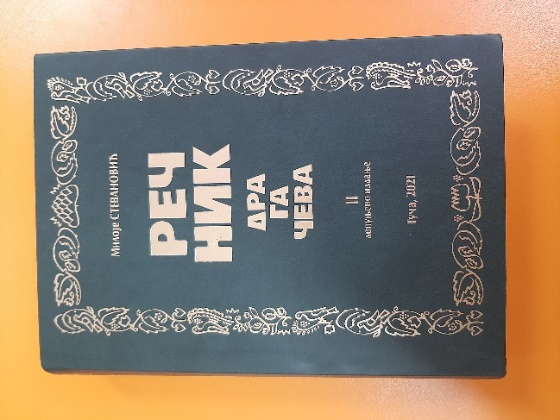 Милоје СТЕВАНОВИЋ
РЕЧ
НИК
ДРА
ГА
ЧЕВА
II
допуњено издање
Гуча, 2021